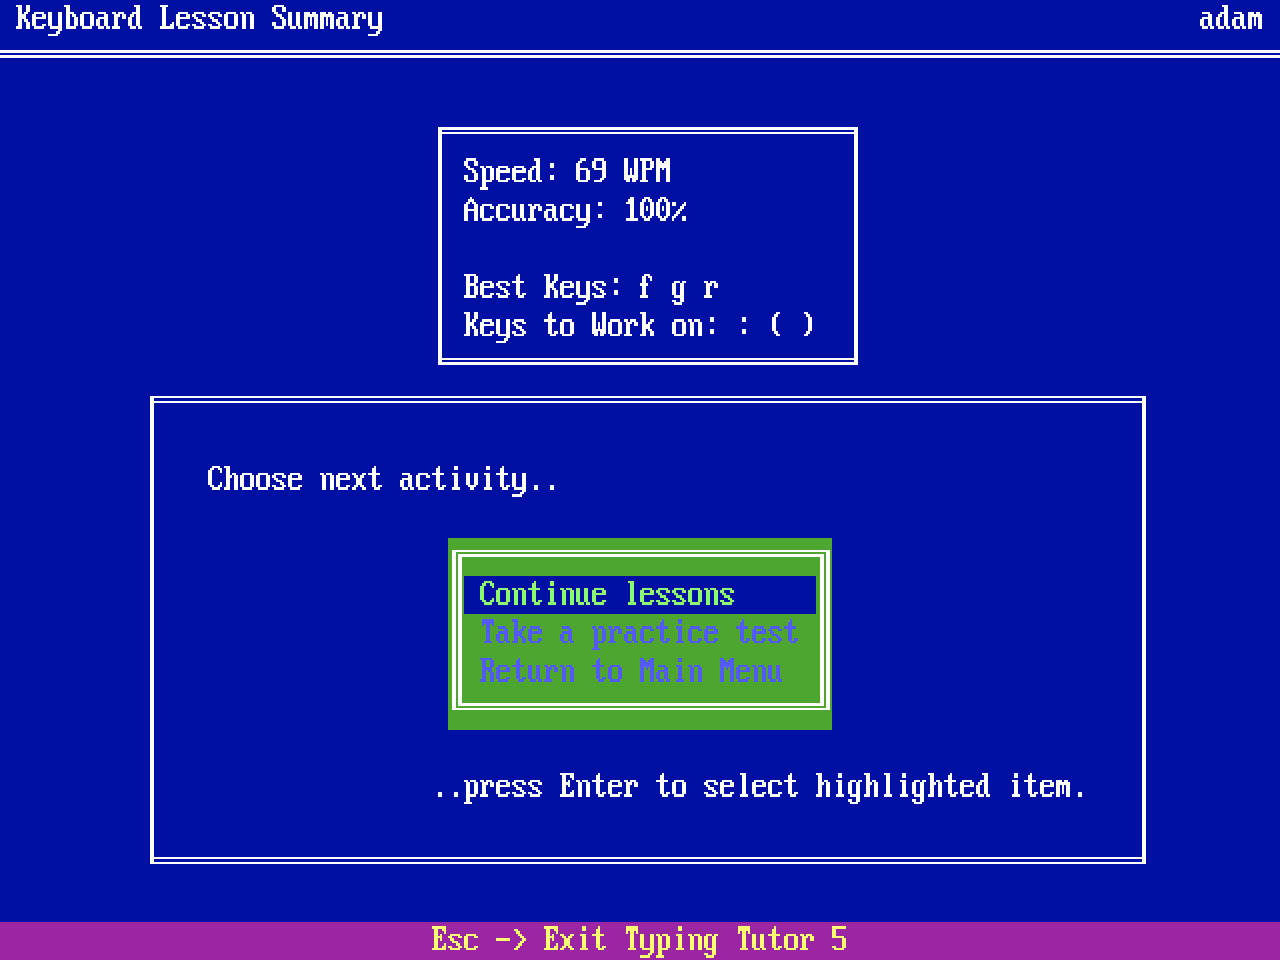 Keyboard Lesson Summary adam
Speed: 69 WPM
Accuracy: 100%
Best Keys: f g r
Keys to Work on: : ( )
Choose next activity..
Continue lessons
Take a practice test
Return to Main Menu
..press Enter to select highlighted item.
Esc -> Exit Typing Tutor 5